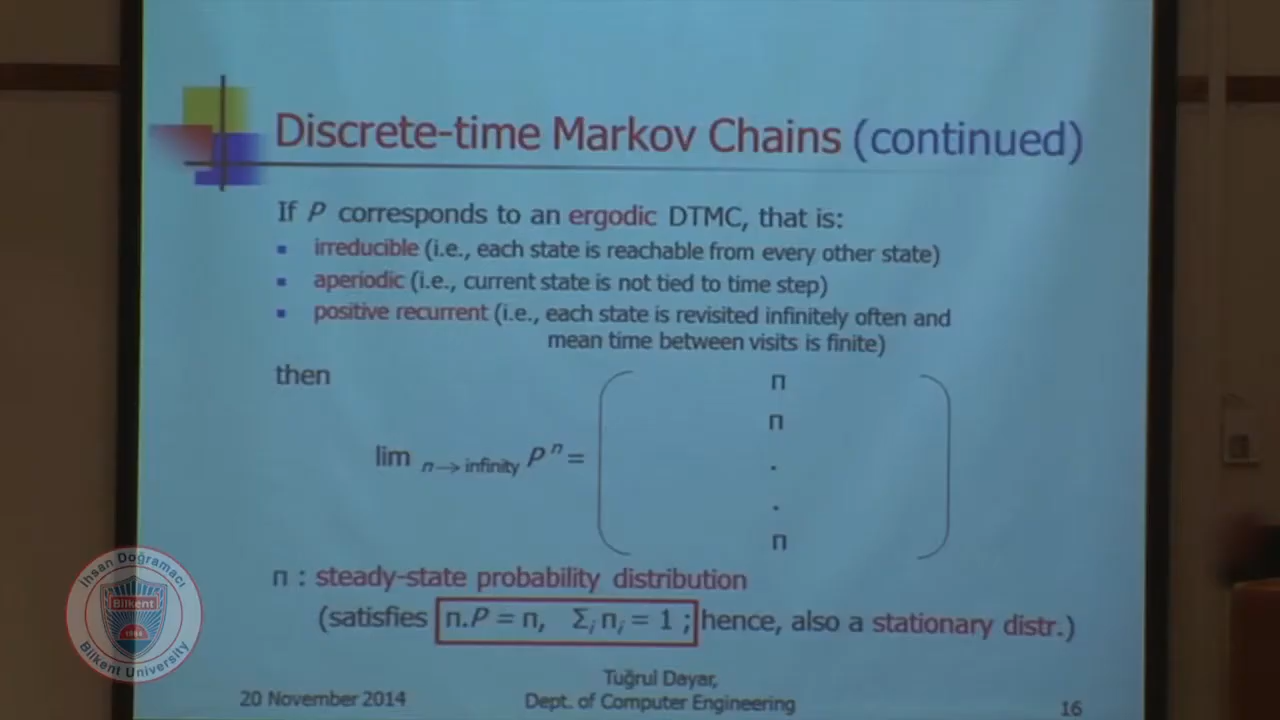 Discrete-time Markov Chains (continued)
If P corresponds to an ergodic DTMC, that is:
▪ irreducible (i.e., each state is reachable from every other state)
▪ aperiodic (i.e., current state is not tied to time step)
▪ positive recurrent (i.e., each state is revisited infinitely often and
mean time between visits is finite)
then
π
π
.
lim n→infinity P^n =
.
π
π : steady-state probability distribution
(satisfies π.P = π, Σi πi = 1 ; hence, also a stationary distr.)
İhsan Doğramacı
Bilkent
1984
Bilkent University
20 November 2014
Tuğrul Dayar,
Dept. of Computer Engineering
16